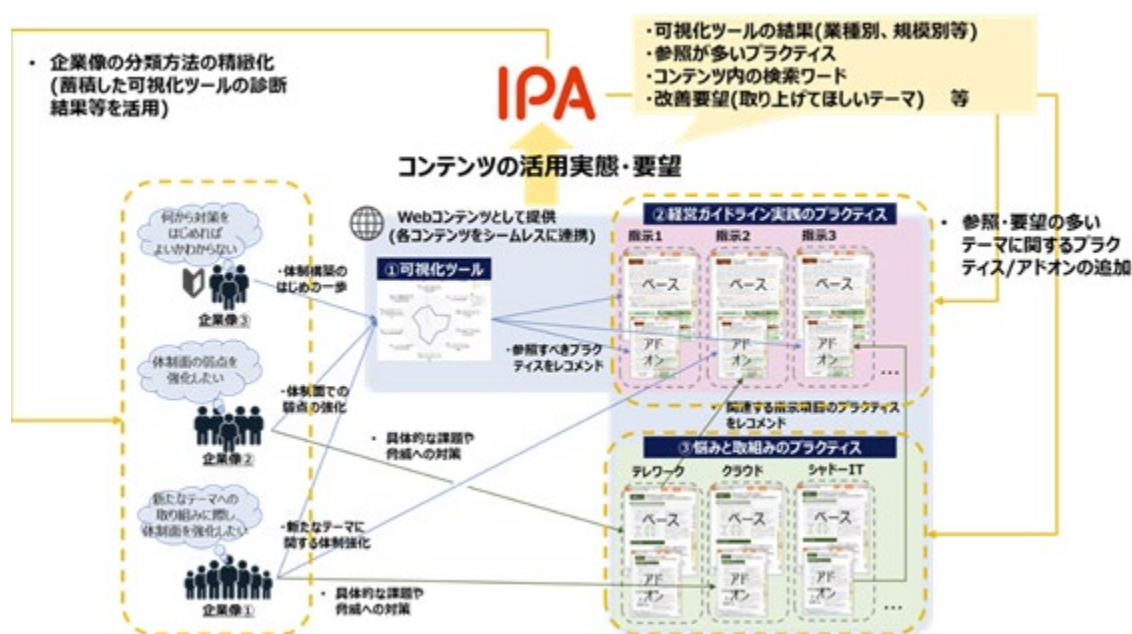 ・ 企業像の分類方法の精緻化
(蓄積した可視化ツールの診断
結果等を活用)
IPA
・可視化ツールの結果(業種別、規模別等)
・参照が多いプラクティス
・コンテンツ内の検索ワード
・改善要望(取り上げてほしいテーマ) 等
コンテンツの活用実態・要望
何から対策を
はじめれば
よいかわからない
企業像③
体制面の弱点を
強化したい
企業像②
新たなテーマへの
取り組みに際し
体制面を強化したい
企業像①
・体制構築の
はじめの一歩
・体制面での
弱点の強化
・ 具体的な課題や
脅威への対策
・新たなテーマに
関する体制強化
・ 具体的な課題や
脅威への対策
Webコンテンツとして提供
(各コンテンツをシームレスに連携)
①可視化ツール
・参照すべきプラク
ティスをレコメンド
②経営ガイドライン実践のプラクティス
指示1
指示2
指示3
ベース
ベース
ベース
アド
オン
アド
オン
アド
オン
…
・ 関連する指示項目のプラクティス
をレコメンド
③悩みと取組みのプラクティス
テレワーク
クラウド
シャドーIT
ベース
ベース
ベース
アド
オン
アド
オン
アド
オン
…
・ 参照・要望の多い
テーマに関するプラク
ティス/アドオンの追加